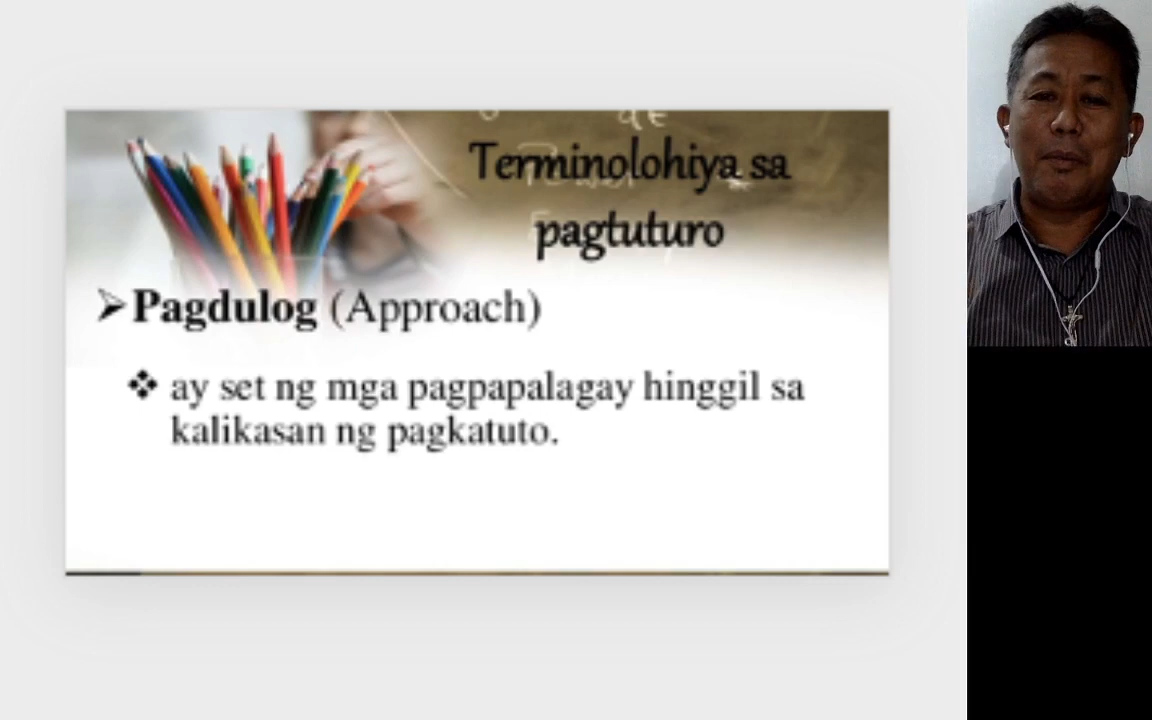 Terminolohiya sa
pagtuturo
➢Pagdulog (Approach)
❖ ay set ng mga pagpapalagay hinggil sa
kalikasan ng pagkatuto.